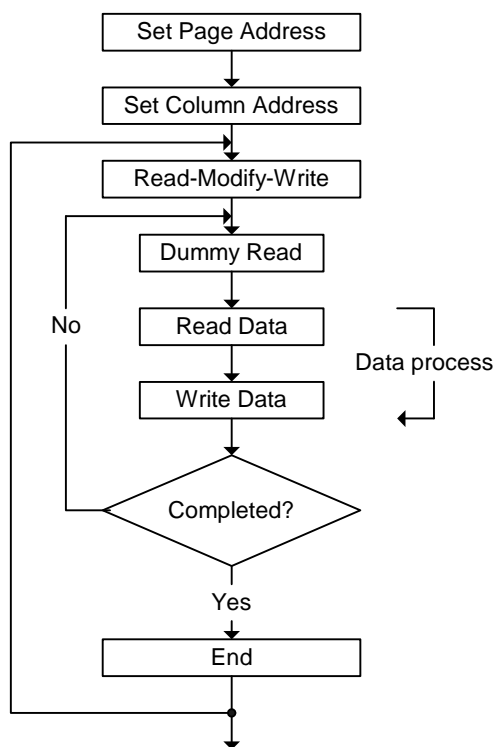 Set Page Address
Set Column Address
Read-Modify-Write
Dummy Read
No
Read Data
Data process
Write Data
Completed?
Yes
End